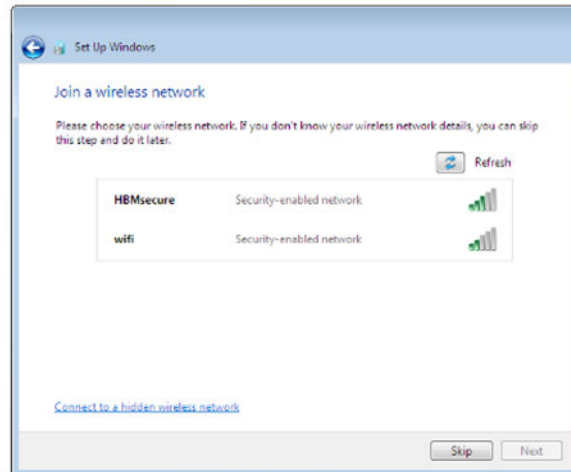 Set Up Windows
Join a wireless network
Please choose your wireless network. If you don't know your wireless network details, you can skip
this step and do it later.
Refresh
HBMsecure Security-enabled network
wifi Security-enabled network
Connect to a hidden wireless network
Skip Next